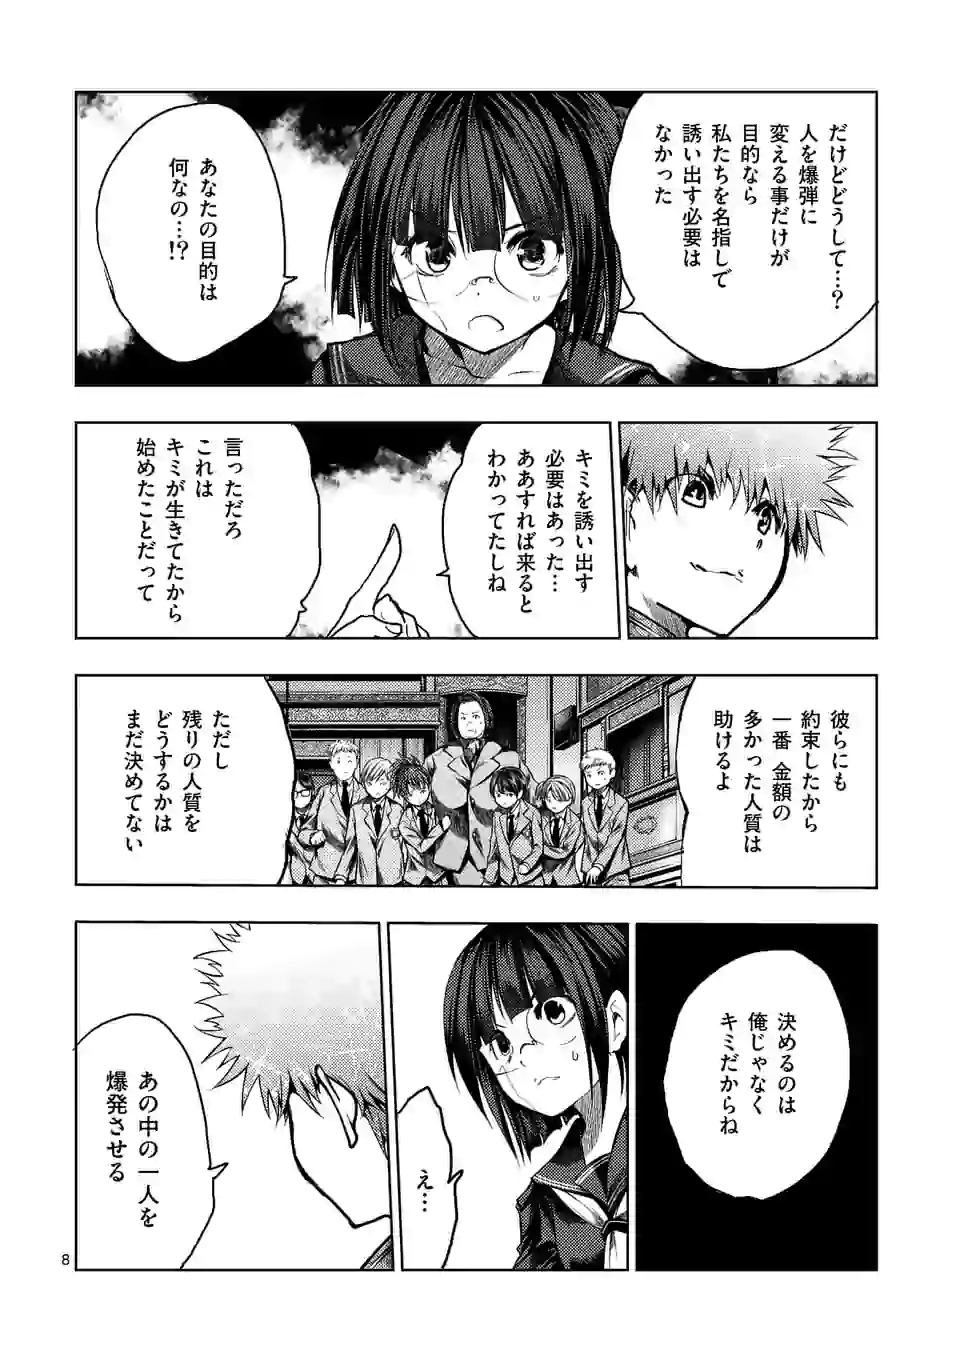 だけどどうして…?
人を爆弾に
変える事だけが
目的なら
私たちを名指しで
誘い出す必要は
なかった
あなたの目的は
何なの…!?
キミを誘い出す
必要はあった…
ああすれば来ると
わかってたしね
言っただろ
これは
キミが生きてたから
始めたことだって
彼らにも
約束したから
一番 金額の
多かった人質は
助けるよ
ただし
残りの人質を
どうするかは
まだ決めてない
決めるのは
俺じゃなく
キミだからね
え…
あの中の一人を
爆発させる
8